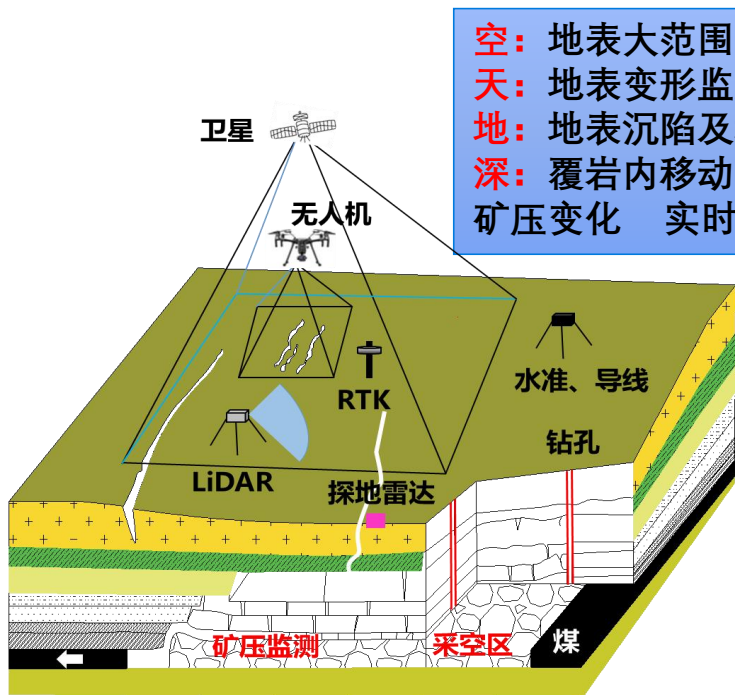 空：地表大范围
天：地表变形监
地：地表沉陷及
深：覆岩内移动
矿压变化 实时
卫星
无人机
RTK
水准、导线
LiDAR
钻孔
探地雷达
矿压监测
采空区
煤